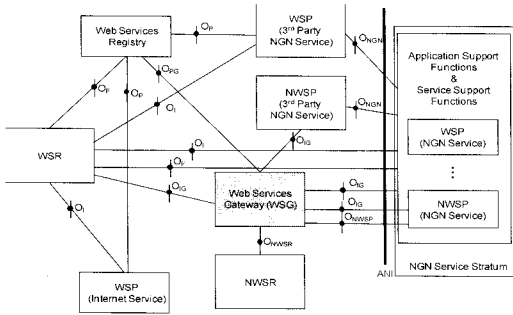 WSP
(3rd Party
NGN Service)
Web Services
Registry
OP
ONGN
Application Support
Functions
&
Service Support
Functions
OPG
NWSP
(3rd Party
NGN Service)
ONGN
OF
OP
OI
OIG
WSP
(NGN Service)
WSR
OI
OF
OIG
Web Services
Gateway (WSG)
OIG
OIG
ONWSP
NWSP
(NGN Service)
OI
ONWSR
ANI
NGN Service Stratum
WSP
(Internet Service)
NWSR